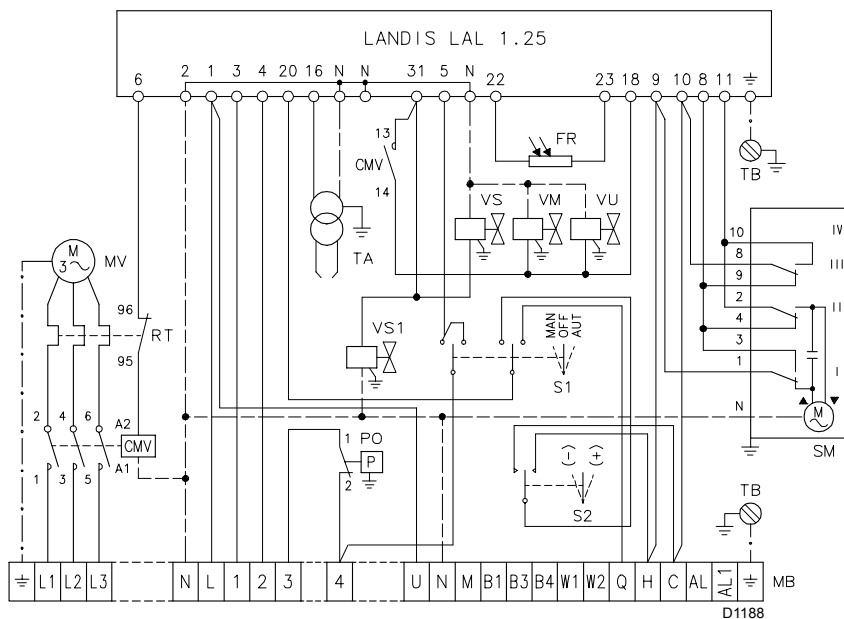 LANDIS LAL 1.25
6 2 1 3 4 20 16 N N 31 5 N 22 23 18 9 10 8 11
13
CMV
14
FR
TB
TA
VS VM VU
10 IV
8 III
9
2 II
4
3
1 I
N
M
SM
M
3
MV
96
RT
95
VS1
MAN
OFF
AUT
S1
2 4 6 A2
CMV
1 3 5 A1
1 PO
P
2
(-) (+)
S2
TB
L1 L2 L3 N L 1 2 3 4 U N M B1 B3 B4 W1 W2 Q H C AL AL1 MB
D1188